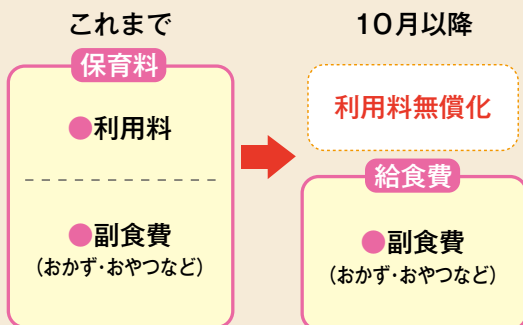 これまで
保育料
●利用料
●副食費
(おかず・おやつなど)
10月以降
利用料無償化
給食費
●副食費
(おかず・おやつなど)